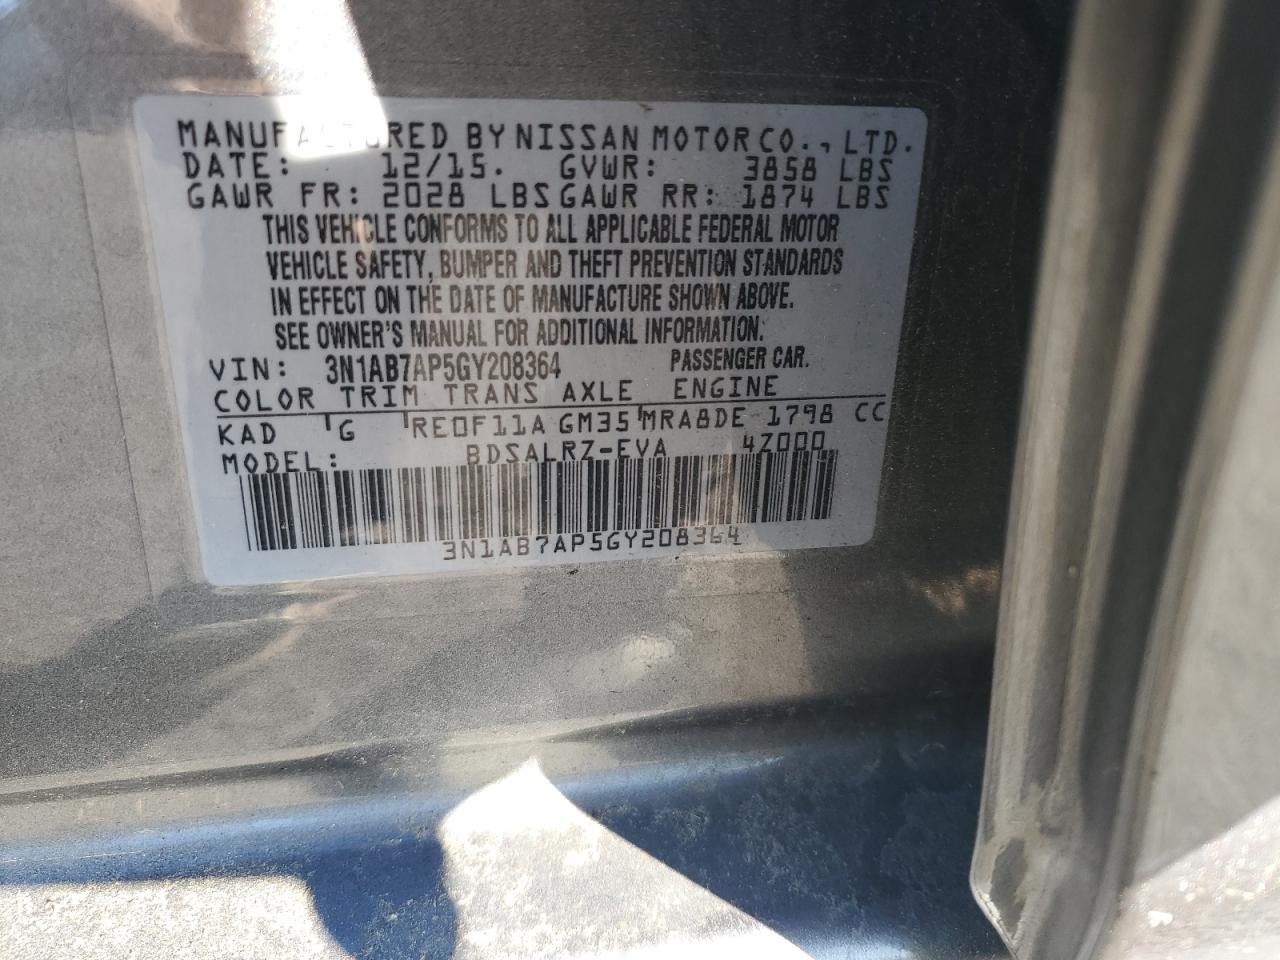 MANUFACTURED BY NISSAN MOTOR CO., LTD.
DATE: 12/15. GVWR: 3858 LBS
GAWR FR: 2028 LBS GAWR RR: 1874 LBS
THIS VEHICLE CONFORMS TO ALL APPLICABLE FEDERAL MOTOR
VEHICLE SAFETY, BUMPER AND THEFT PREVENTION STANDARDS
IN EFFECT ON THE DATE OF MANUFACTURE SHOWN ABOVE.
SEE OWNER'S MANUAL FOR ADDITIONAL INFORMATION.
VIN: 3N1AB7AP5GY208364 PASSENGER CAR.
COLOR TRIM TRANS AXLE ENGINE
KAD G RE0F11A GM35 MRA8DE 1798 CC
MODEL: BDSALRZ-EVA 4Z000
3N1AB7AP5GY208364